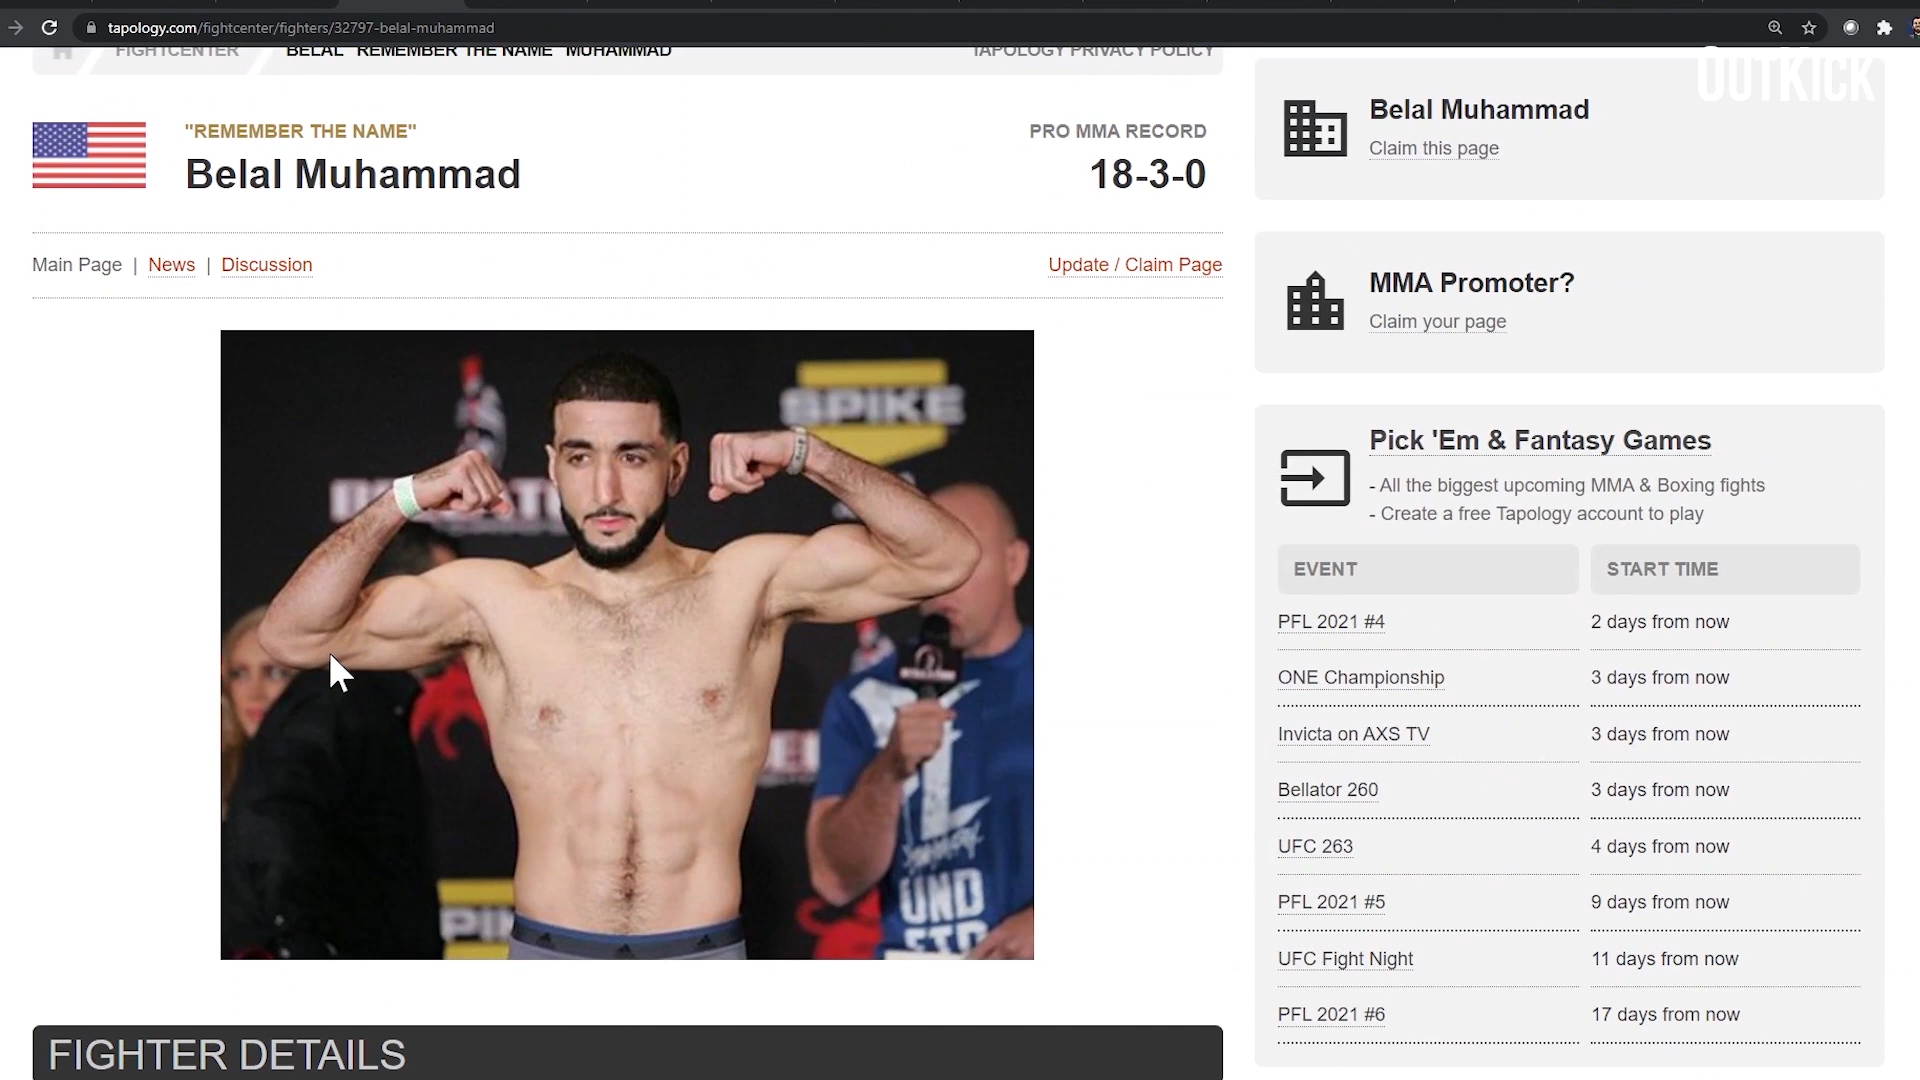 tapology.com/fightcenter/fighters/32797-belal-muhammad
FIGHTCENTER
BELAL "REMEMBER THE NAME" MUHAMMAD
TAPOLOGY PRIVACY POLICY
OUTKICK
"REMEMBER THE NAME"
Belal Muhammad
PRO MMA RECORD
18-3-0
Main Page | News | Discussion
Update / Claim Page
SPIKE
SPIK
UND
Belal Muhammad
Claim this page
MMA Promoter?
Claim your page
Pick 'Em & Fantasy Games
- All the biggest upcoming MMA & Boxing fights
- Create a free Tapology account to play
EVENT START TIME
PFL 2021 #4 2 days from now
ONE Championship 3 days from now
Invicta on AXS TV 3 days from now
Bellator 260 3 days from now
UFC 263 4 days from now
PFL 2021 #5 9 days from now
UFC Fight Night 11 days from now
PFL 2021 #6 17 days from now
FIGHTER DETAILS